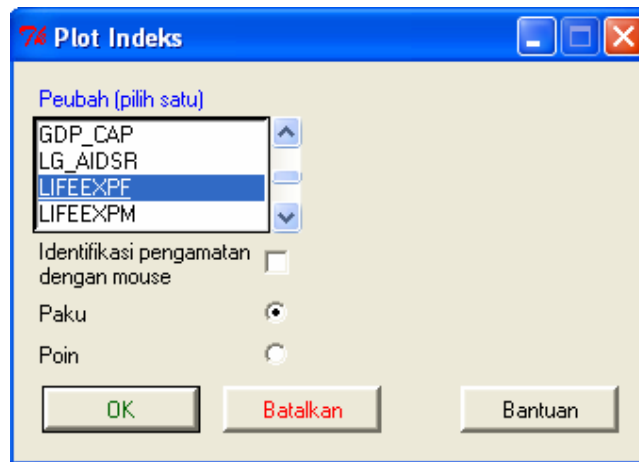 Plot Indeks
Peubah (pilih satu)
GDP_CAP
LG_AIDSR
LIFEEXPF
LIFEEXPM
Identifikasi pengamatan
dengan mouse
Paku
Poin
OK Batalkan Bantuan